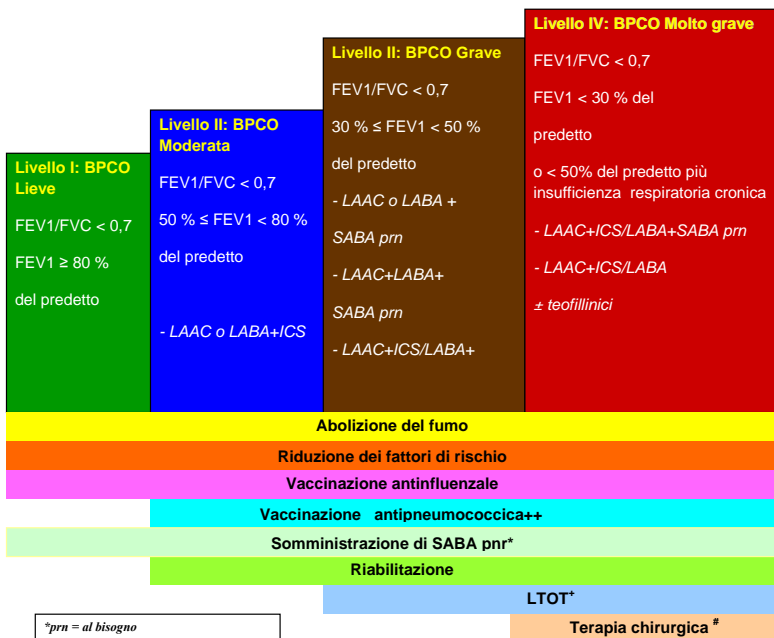 Livello I: BPCO
Lieve
FEV1/FVC < 0,7
FEV1 ≥ 80 %
del predetto
Livello II: BPCO
Moderata
FEV1/FVC < 0,7
50 % ≤ FEV1 < 80 %
del predetto
- LAAC o LABA+ICS
Livello II: BPCO Grave
FEV1/FVC < 0,7
30 % ≤ FEV1 < 50 %
del predetto
- LAAC o LABA +
SABA prn
- LAAC+LABA+
SABA prn
- LAAC+ICS/LABA+
Livello IV: BPCO Molto grave
FEV1/FVC < 0,7
FEV1 < 30 % del
predetto
o < 50% del predetto più
insufficienza respiratoria cronica
- LAAC+ICS/LABA+SABA prn
- LAAC+ICS/LABA
± teofillinici
Abolizione del fumo
Riduzione dei fattori di rischio
Vaccinazione antinfluenzale
Vaccinazione antipneumococcica++
Somministrazione di SABA pnr*
Riabilitazione
LTOT+
Terapia chirurgica #
*prn = al bisogno